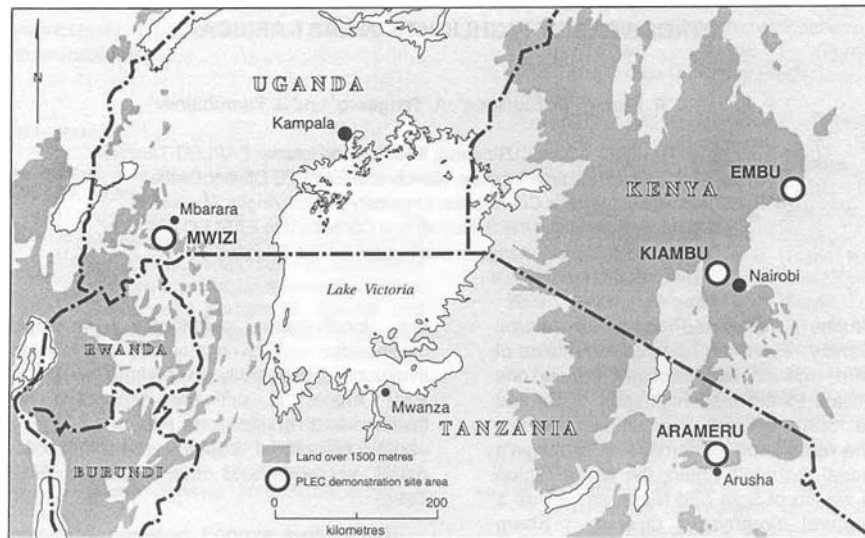 N
UGANDA
Kampala
KENYA
EMBU
Mbarara
MWIZI
KIAMBU
Nairobi
Lake Victoria
RWANDA
Mwanza
TANZANIA
ARAMERU
Arusha
BURUNDI
Land over 1500 metres
PLEC demonstration site area
0 200
kilometres